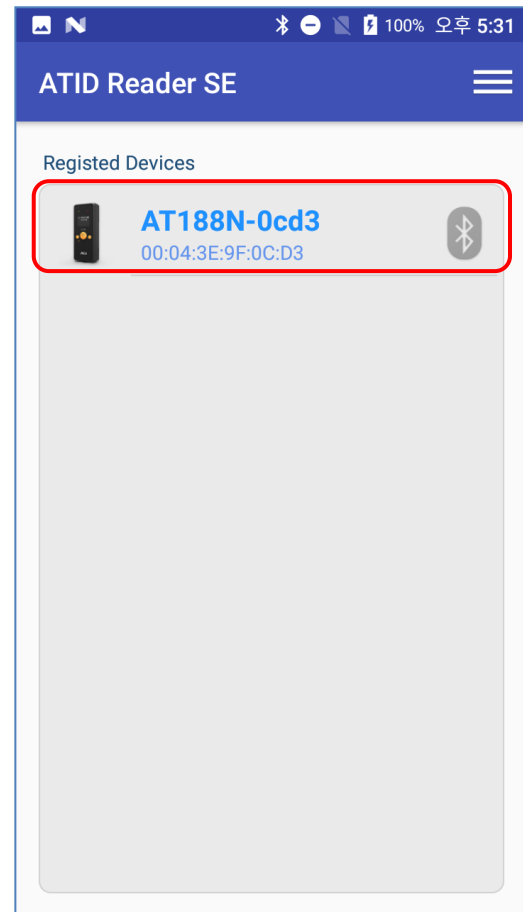 100% 오후 5:31
ATID Reader SE
Registed Devices
AT188N-0cd3
00:04:3E:9F:0C:D3